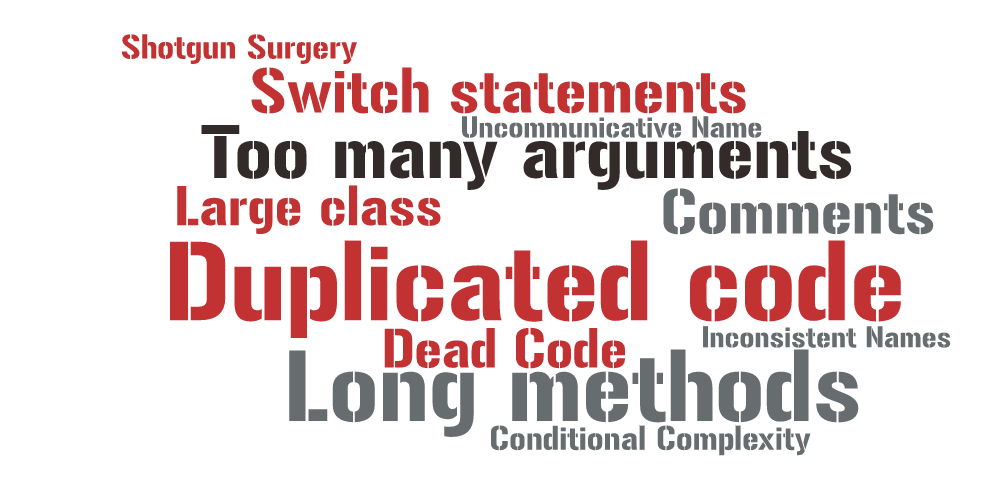 Shotgun Surgery
Switch statements
Uncommunicative Name
Too many arguments
Large class
Comments
Duplicated code
Inconsistent Names
Dead Code
Long methods
Conditional Complexity